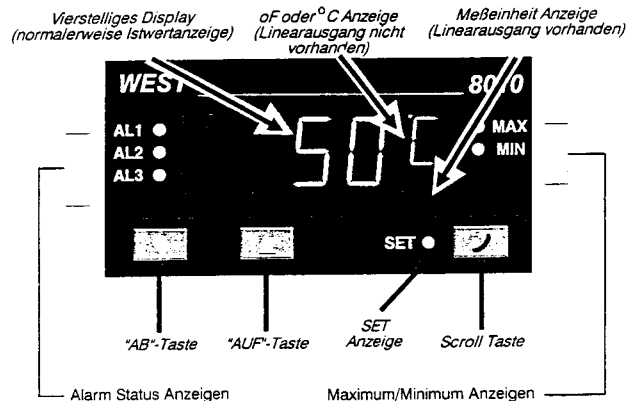 Vierstelliges Display
(normalerweise Istwertanzeige)
oF oder °C Anzeige
(Linearausgang nicht
vorhanden)
Meßeinheit Anzeige
(Linearausgang vorhanden)
WEST 8010
AL1
AL2
AL3
50 °C
MAX
MIN
SET
"AB"-Taste
"AUF"-Taste
SET
Anzeige
Scroll Taste
Alarm Status Anzeigen
Maximum/Minimum Anzeigen